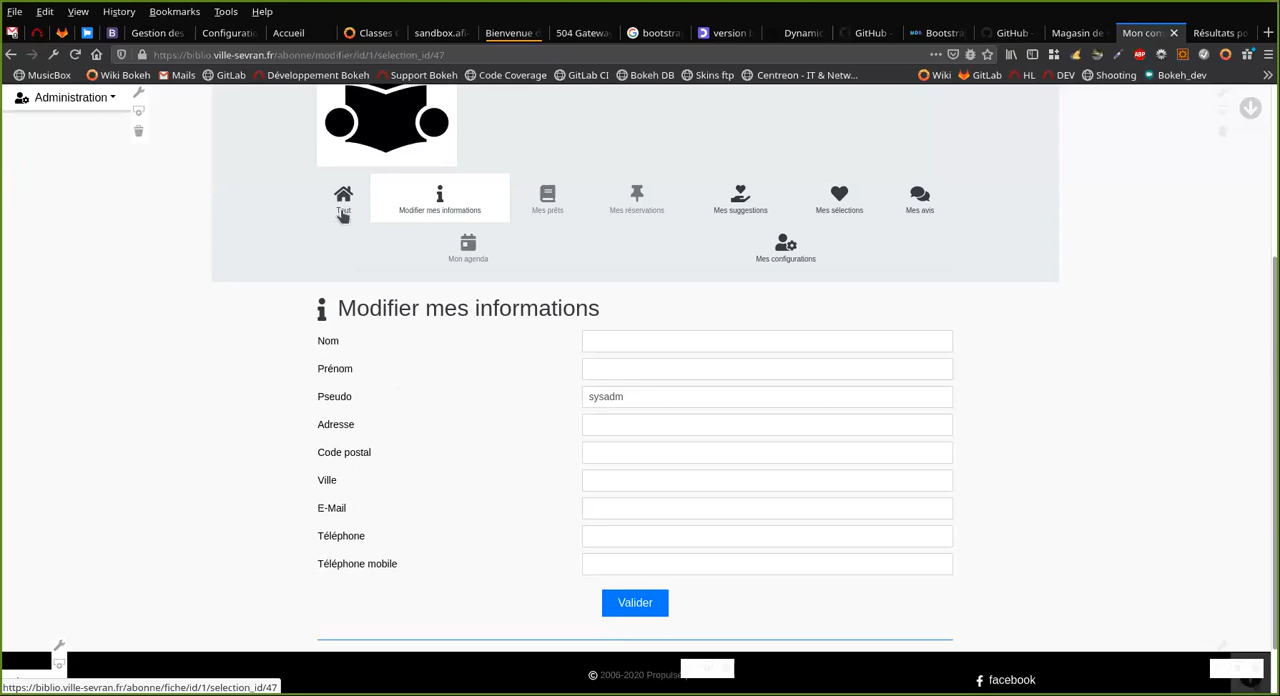 File Edit View History Bookmarks Tools Help
Gestion des Configuratio Accueil Classes C sandbox.afi- Bienvenue d 504 Gateway bootstra version b Dynamic GitHub - Bootstr GitHub - Magasin de Mon com Résultats po
https://biblio.ville-sevran.fr/abonne/modifier/id/1/selection_id/47
MusicBox Wiki Bokeh Mails GitLab Développement Bokeh Support Bokeh Code Coverage GitLab CI Bokeh DB Skins ftp Centreon - IT & Netw... Wiki GitLab HL DEV Shooting Bokeh_dev
Administration
Tout Modifier mes informations Mes prêts Mes réservations Mes suggestions Mes sélections Mes avis
Mon agenda Mes configurations
Modifier mes informations
Nom
Prénom
Pseudo sysadm
Adresse
Code postal
Ville
E-Mail
Téléphone
Téléphone mobile
Valider
© 2006-2020 Propulsé
facebook
https://biblio.ville-sevran.fr/abonne/fiche/id/1/selection_id/47